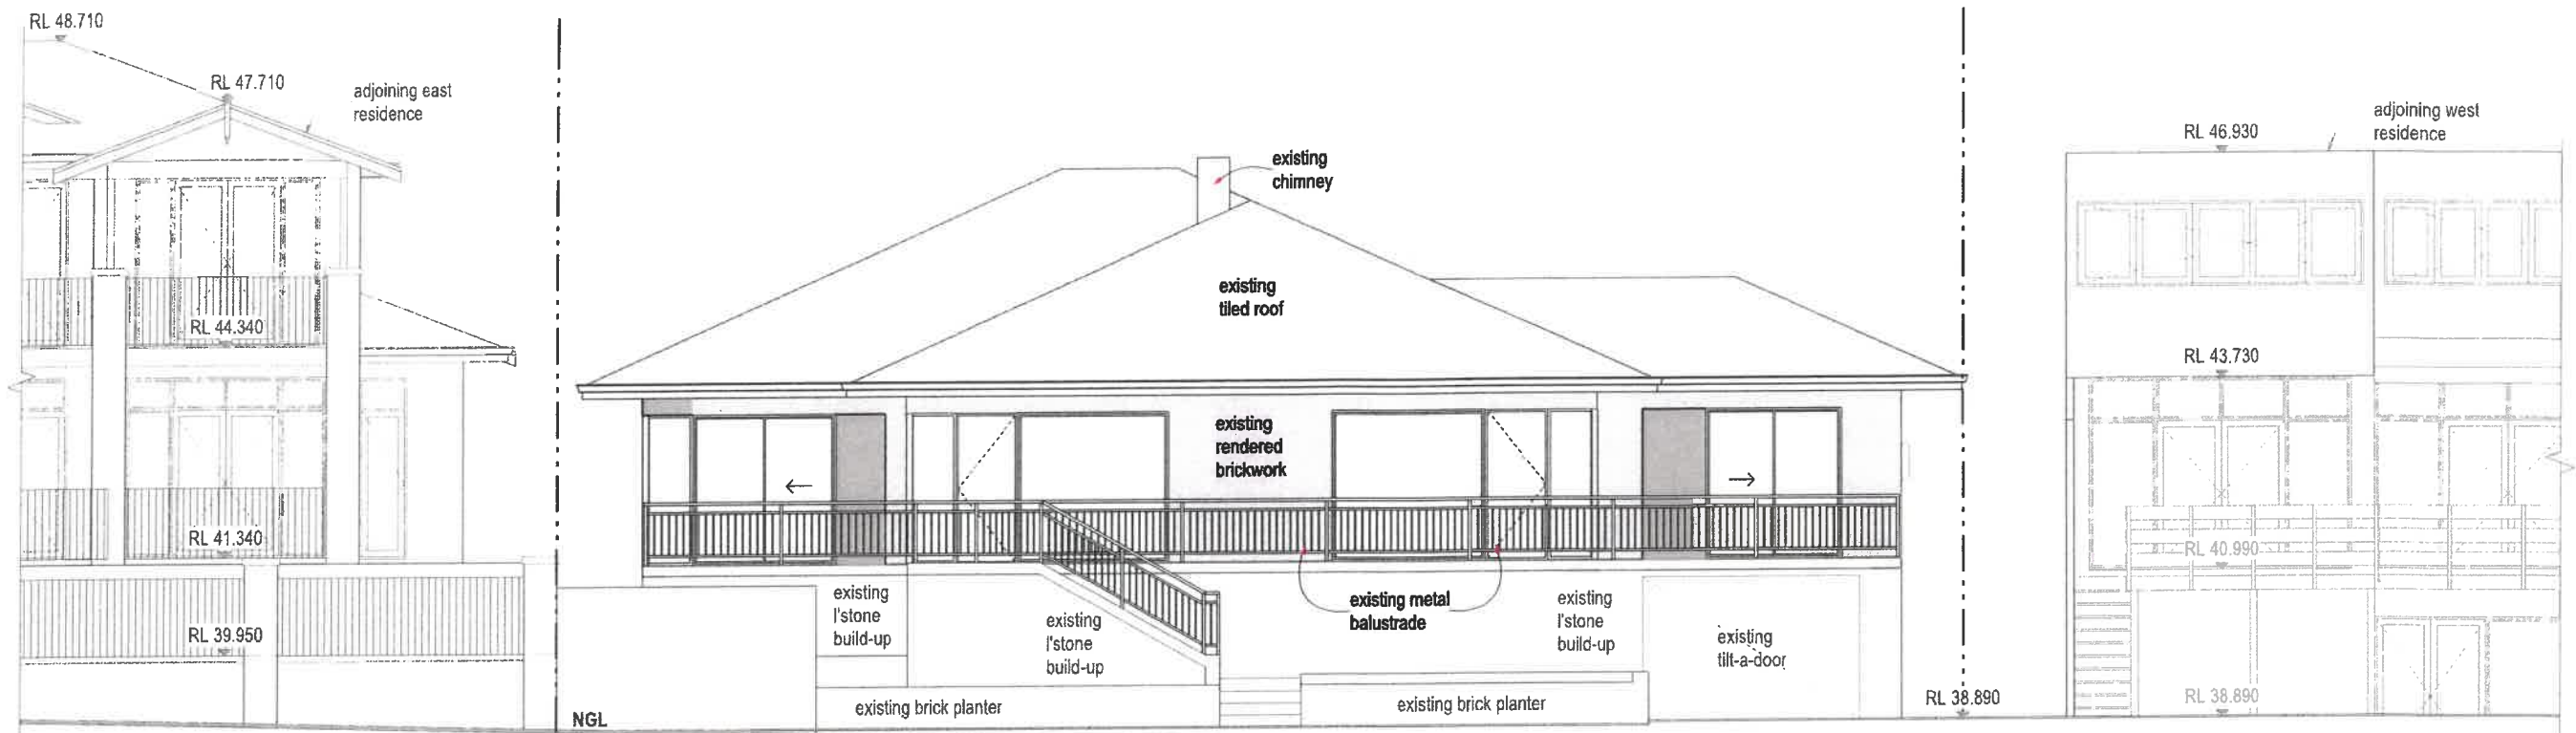 RL 48.710
RL 47.710
adjoining east
residence
RL 44.340
RL 41.340
RL 39.950
NGL
existing
chimney
existing
tiled roof
existing
rendered
brickwork
existing
l'stone
build-up
existing
l'stone
build-up
existing metal
balustrade
existing
l'stone
build-up
existing
tilt-a-door
existing brick planter
existing brick planter
RL 38.890
adjoining west
residence
RL 46.930
RL 43.730
RL 40.990
RL 38.890